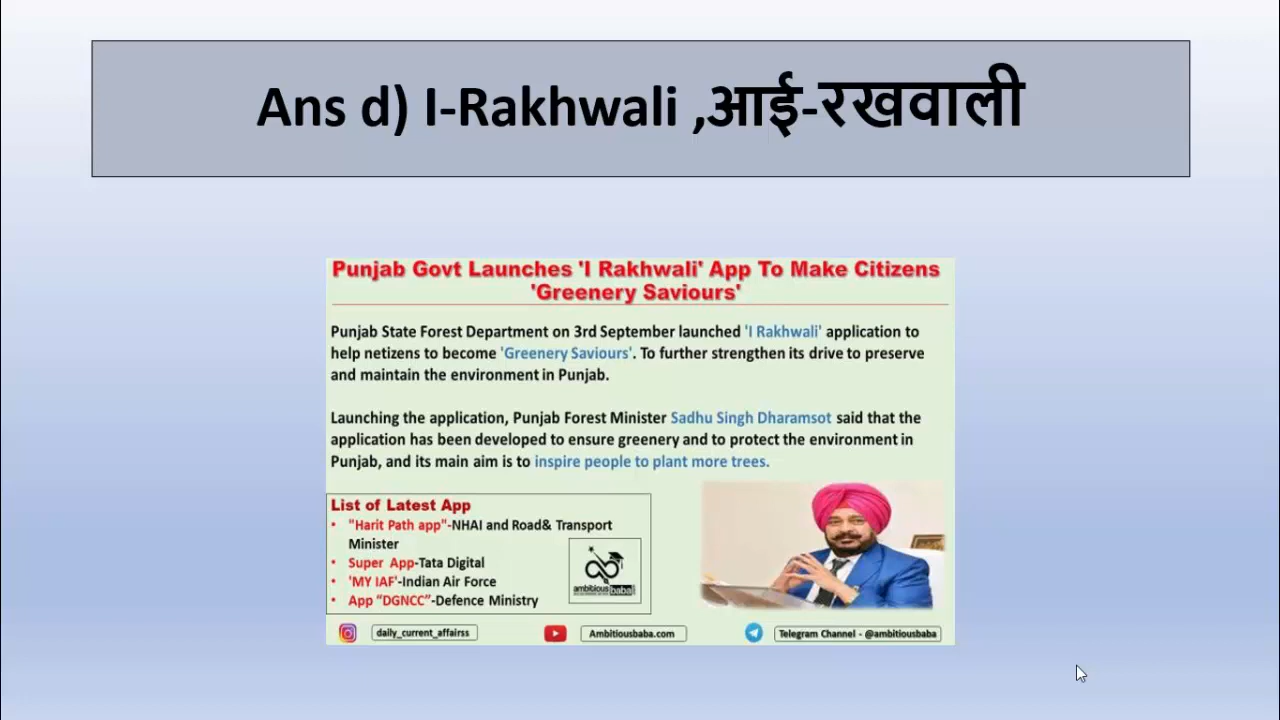 Ans d) I-Rakhwali ,आई-रखवाली
Punjab Govt Launches 'I Rakhwali' App To Make Citizens
'Greenery Saviours'
Punjab State Forest Department on 3rd September launched 'I Rakhwali' application to
help netizens to become 'Greenery Saviours'. To further strengthen its drive to preserve
and maintain the environment in Punjab.
Launching the application, Punjab Forest Minister Sadhu Singh Dharamsot said that the
application has been developed to ensure greenery and to protect the environment in
Punjab, and its main aim is to inspire people to plant more trees.
List of Latest App
• "Harit Path app"-NHAI and Road& Transport
Minister
• Super App-Tata Digital
• 'MY IAF'-Indian Air Force
• App “DGNCC”-Defence Ministry
ambitious baba
daily_current_affairss
Ambitiousbaba.com
Telegram Channel - @ambitiousbaba